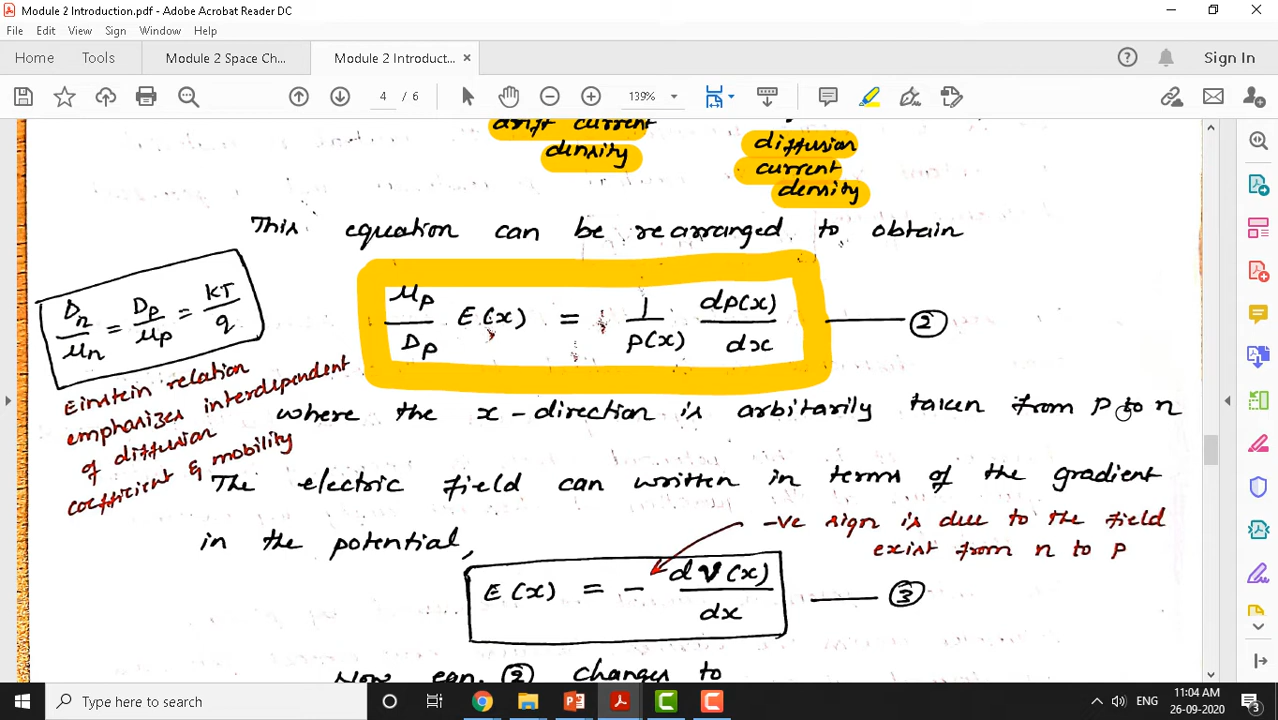 Module 2 Introduction.pdf - Adobe Acrobat Reader DC
File Edit View Sign Window Help
Home Tools Module 2 Space Ch... Module 2 Introduct... ×
Sign In
4 / 6 139%
drift current
density
diffusion
current
density
This equation can be rearranged to obtain
Dn/μn = Dp/μp = KT/q
μp/Dp E(x) = 1/p(x) dp(x)/dx —— ②
Einstein relation
emphasizes interdependent
of diffusion
coefficient & mobility
where the x-direction is arbitarily taken from P to n
The electric field can written in terms of the gradient
in the potential,
-ve sign is due to the field
exist from n to P
E(x) = - dV(x)/dx —— ③
Now eqn. ② changes to
Type here to search
ENG
11:04 AM
26-09-2020
3